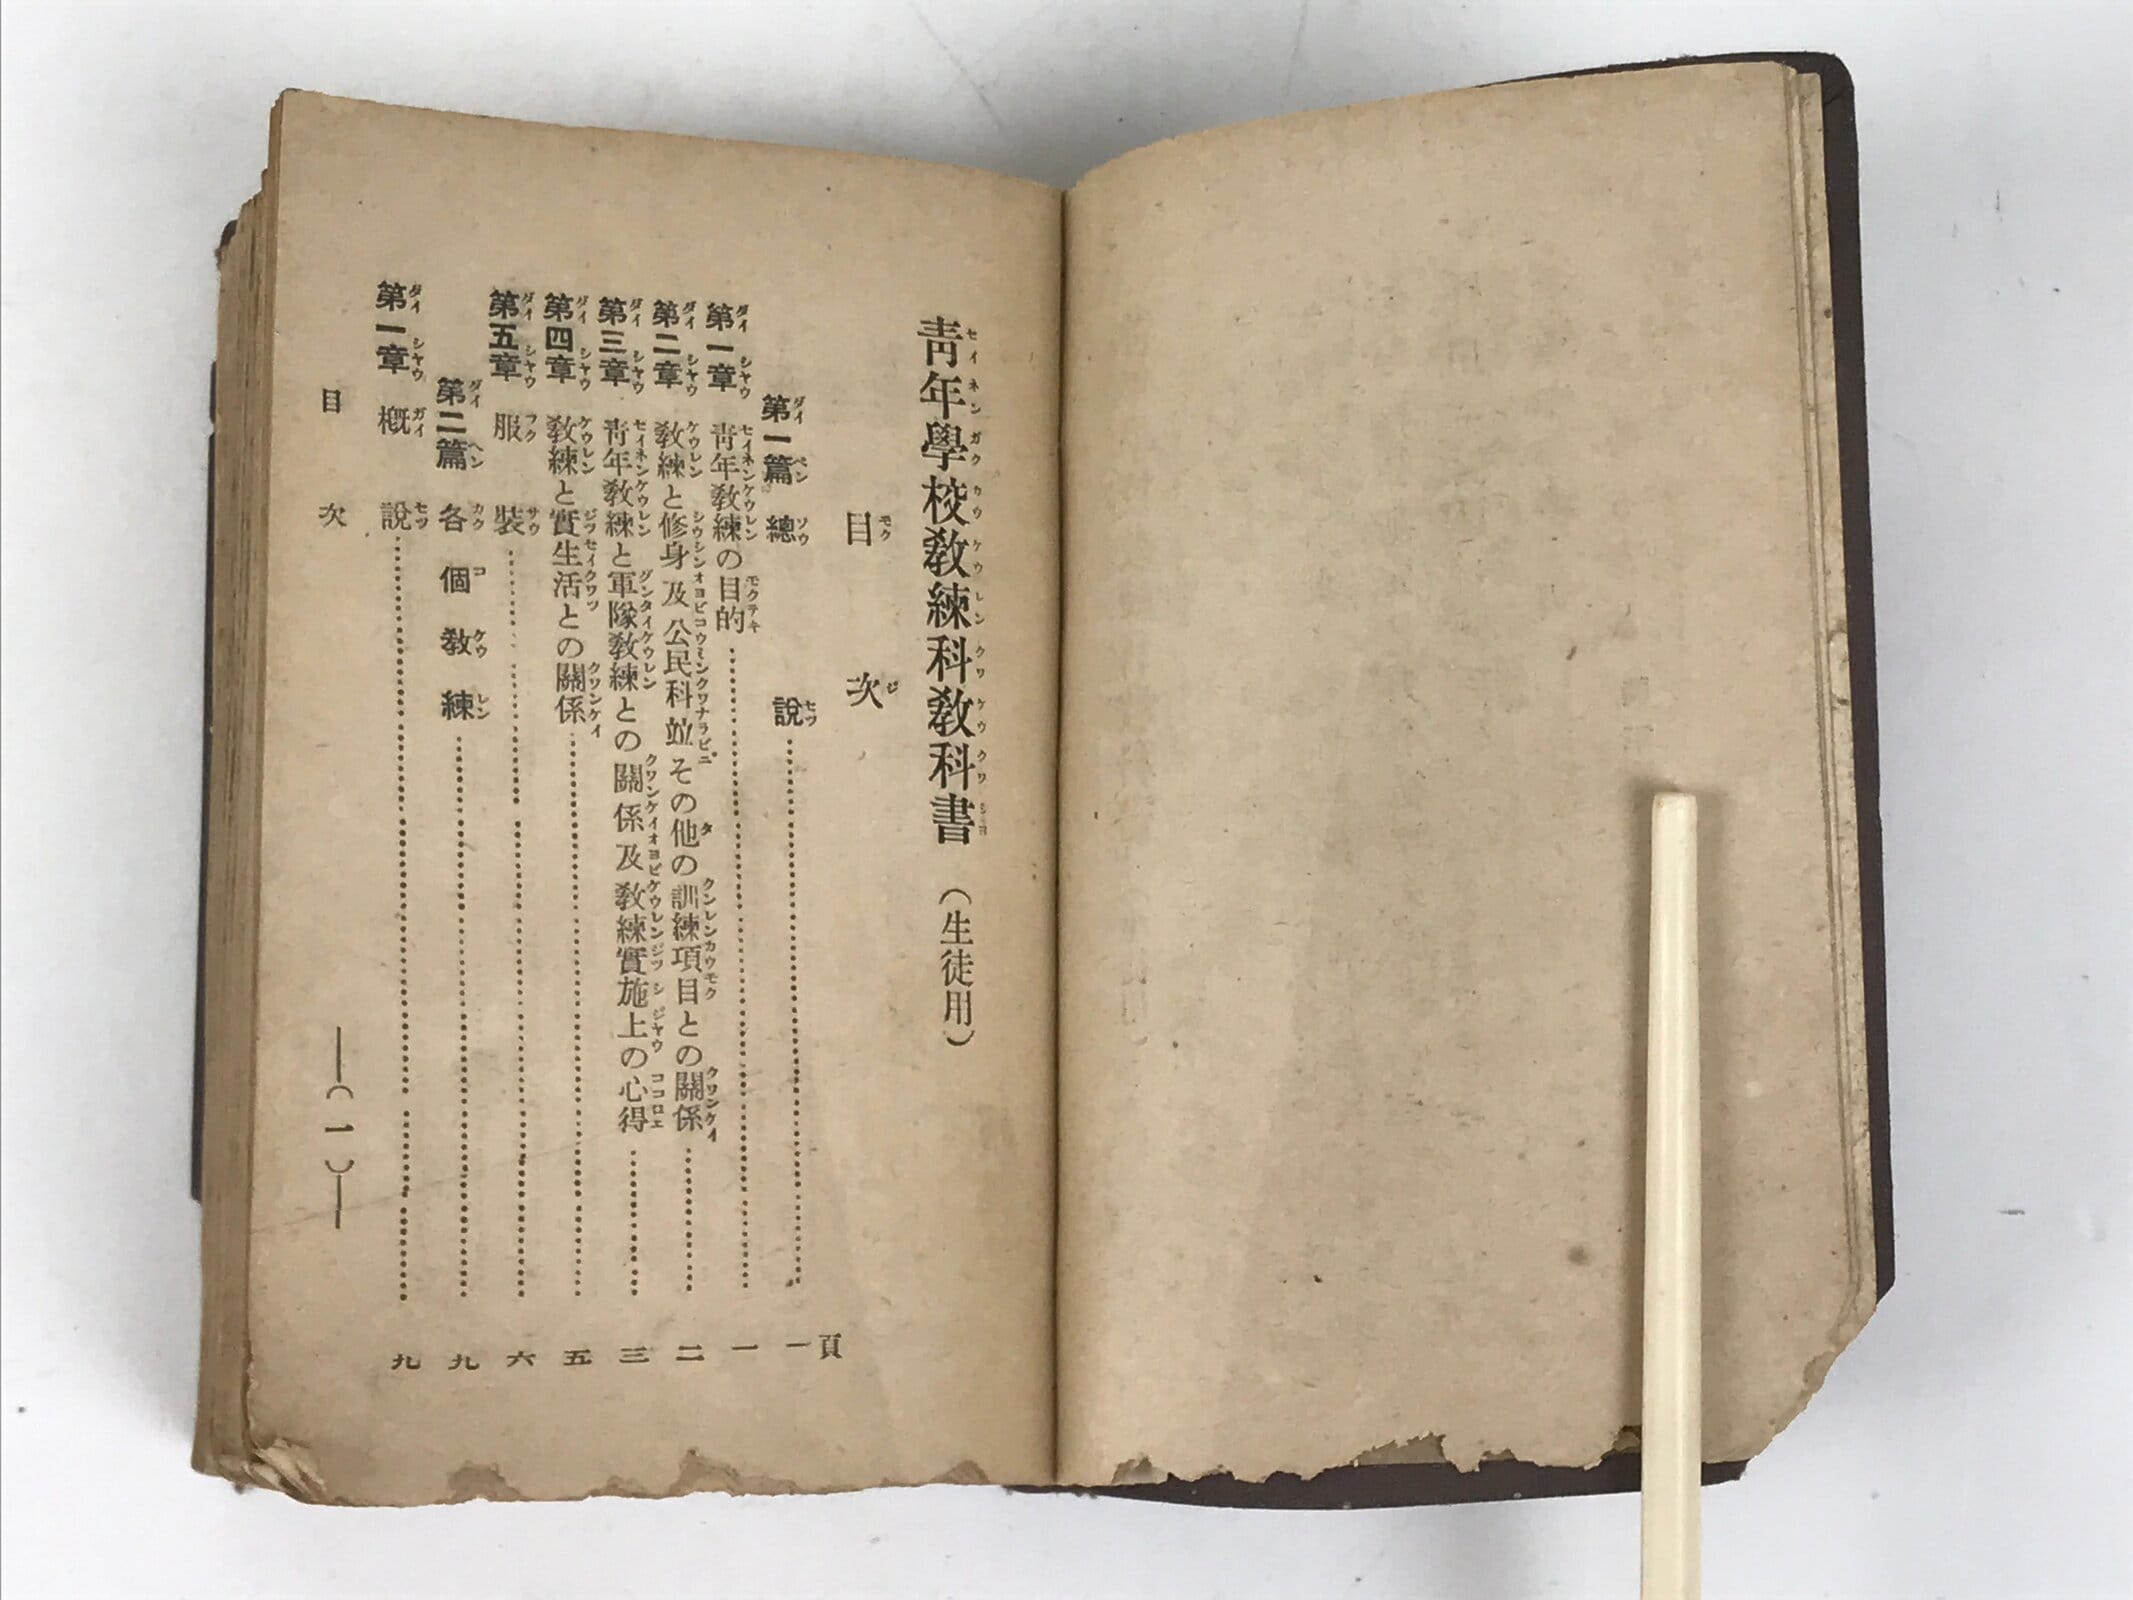 靑年學校教練科教科書（生徒用）
目次
頁
第一篇 總說 一
第一章 靑年教練の目的 一
第二章 教練と修身及公民科竝その他の訓練項目との關係 二
第三章 靑年教練と軍隊教練との關係及教練實施上の心得 三
第四章 教練と實生活との關係 五
第五章 服裝 六
第二篇 各個教練 九
第一章 槪說 九
目次 (一)